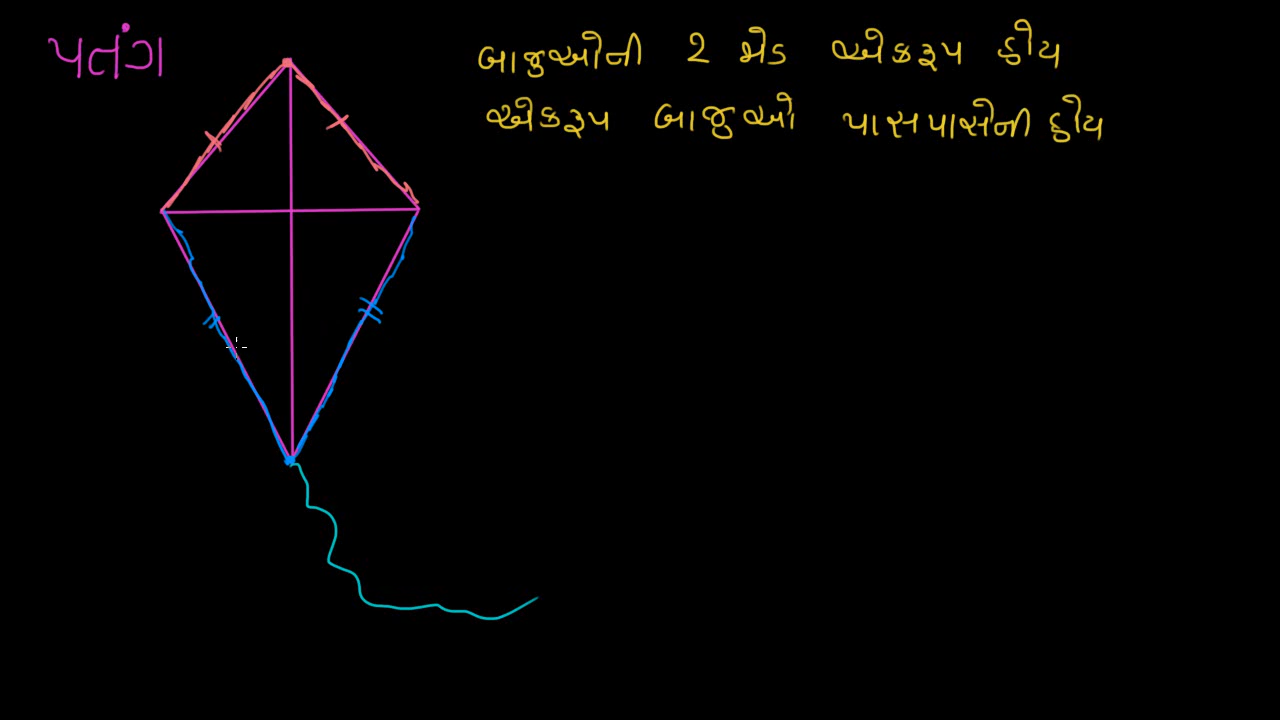 પતંગ
બાજુઓની 2 જોડ એકરૂપ હોય
એકરૂપ બાજુઓ પાસપાસેની હોય